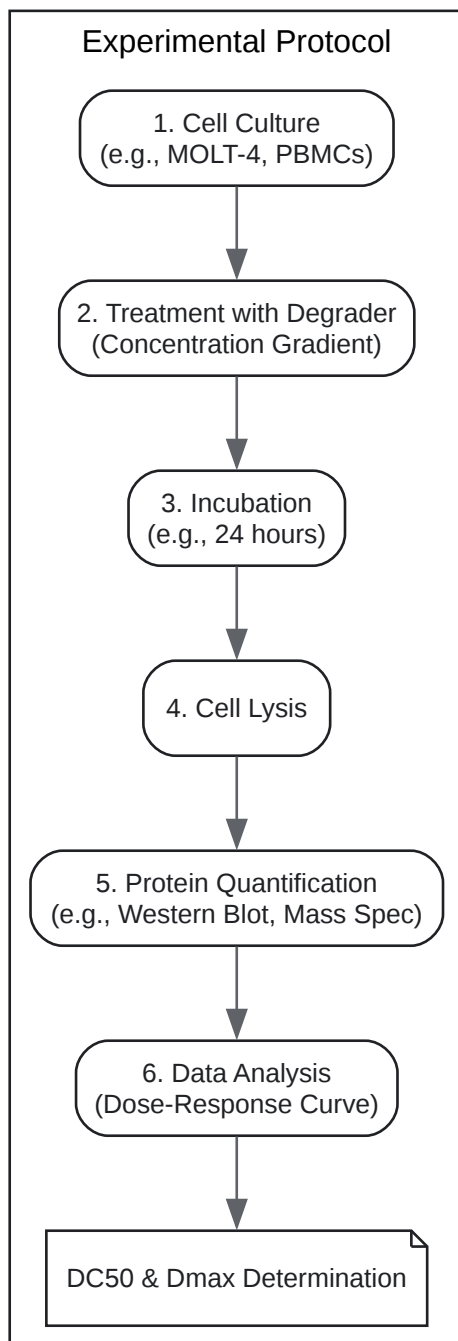 Experimental Protocol
1. Cell Culture
(e.g., MOLT-4, PBMCs)
2. Treatment with Degrader
(Concentration Gradient)
3. Incubation
(e.g., 24 hours)
4. Cell Lysis
5. Protein Quantification
(e.g., Western Blot, Mass Spec)
6. Data Analysis
(Dose-Response Curve)
DC50 & Dmax Determination